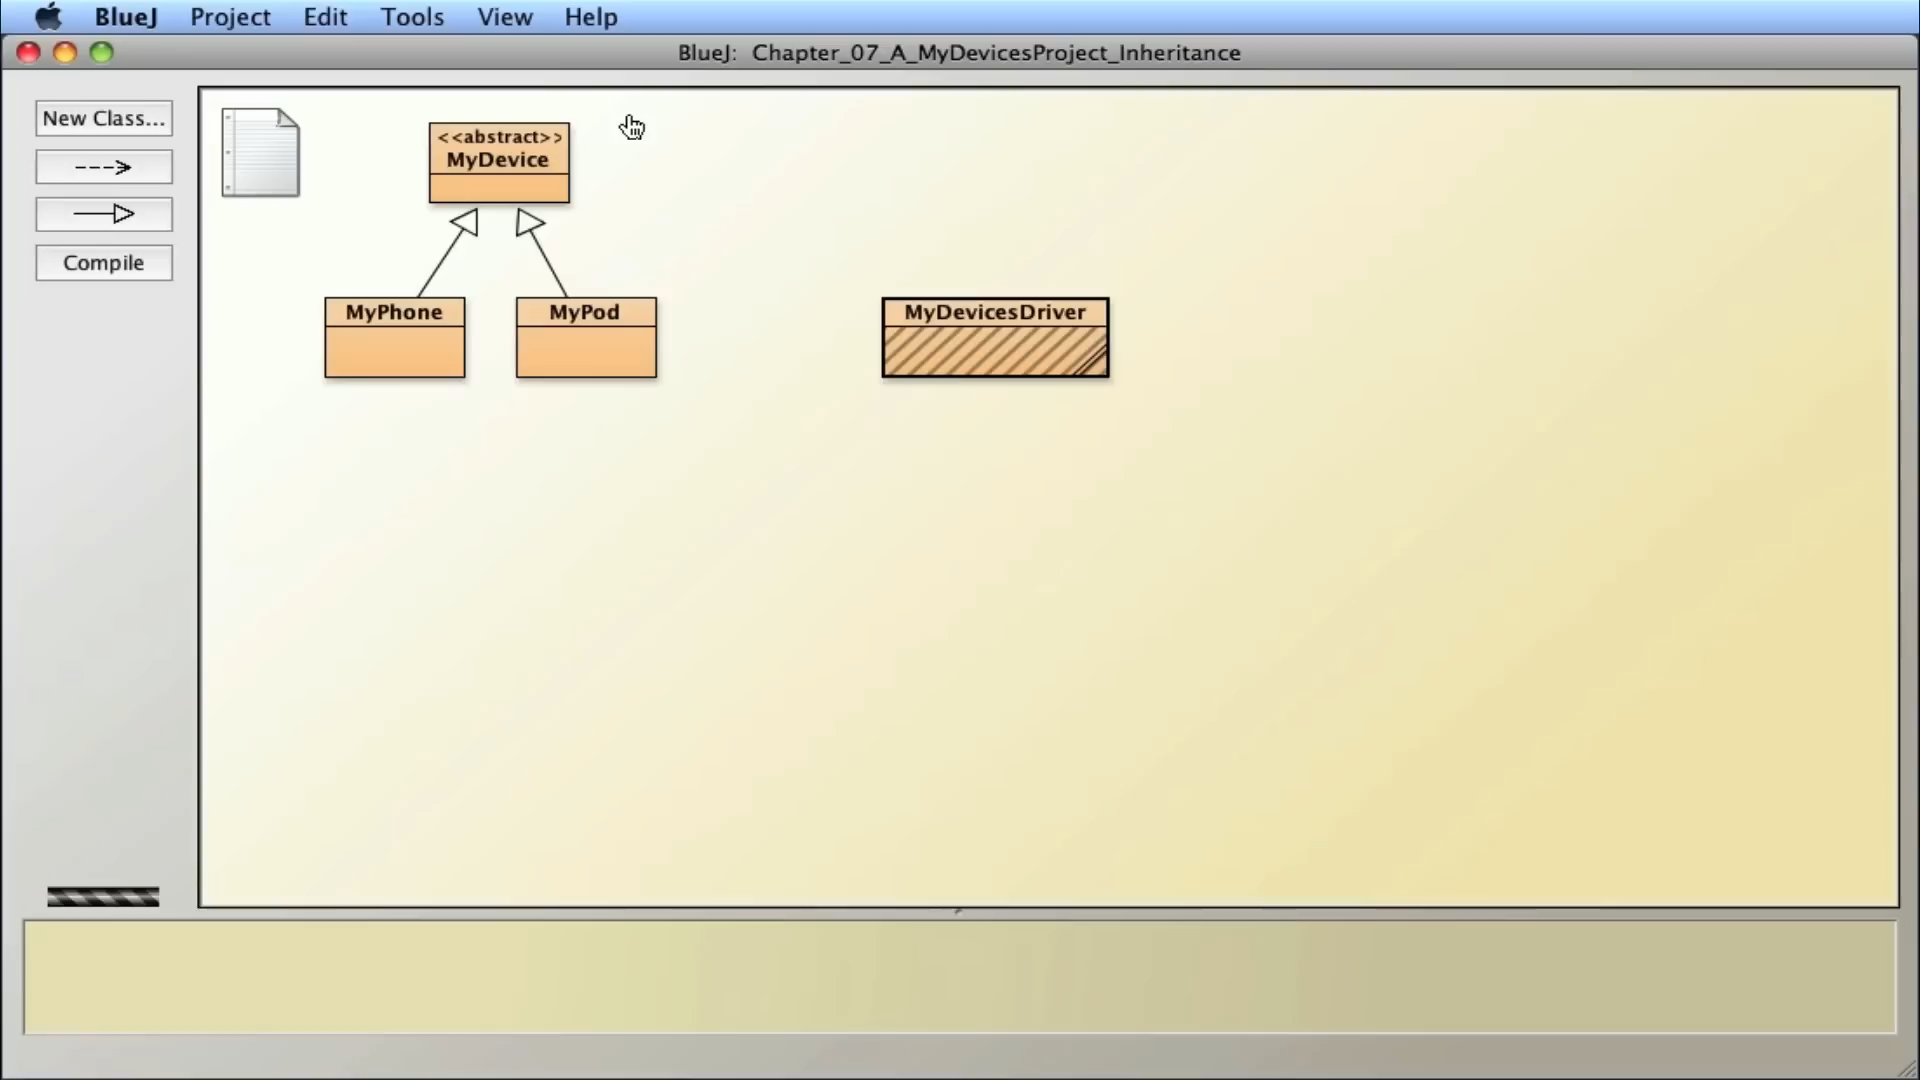 BlueJ Project Edit Tools View Help
BlueJ: Chapter_07_A_MyDevicesProject_Inheritance
New Class...
Compile
<<abstract>>
MyDevice
MyPhone
MyPod
MyDevicesDriver